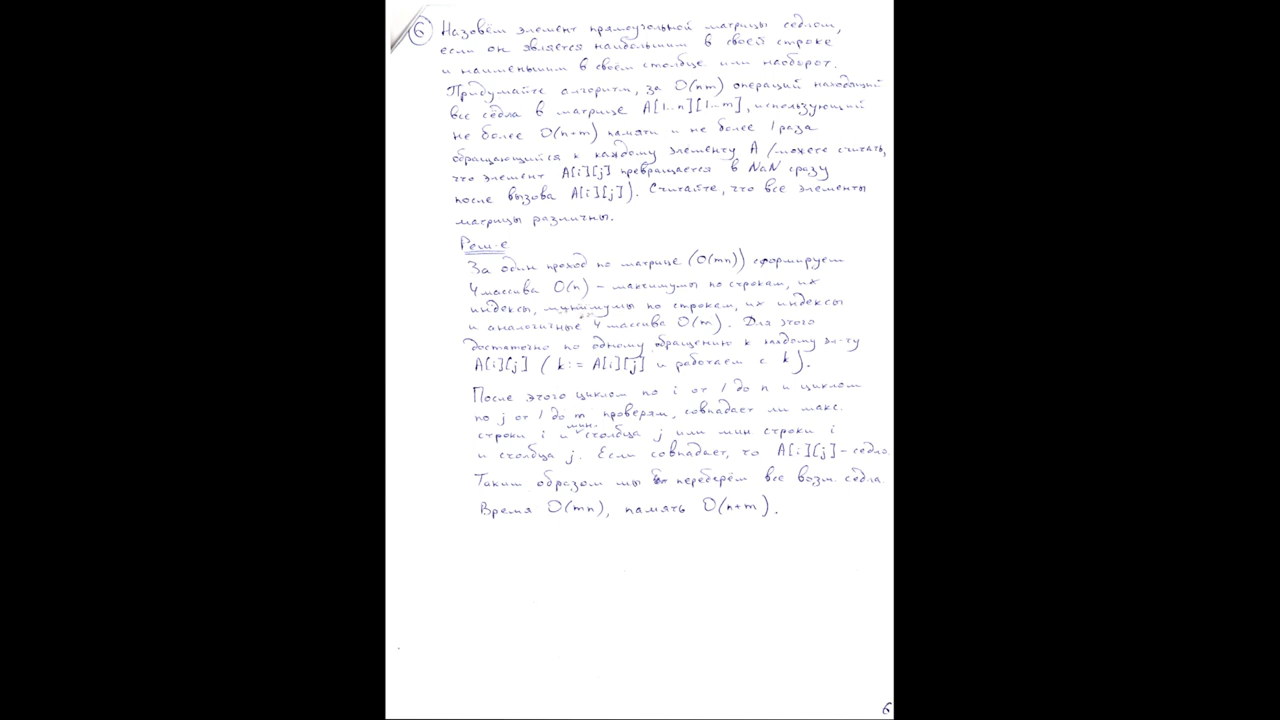 6 Назовём элемент прямоугольной матрицы седлом,
если он является наибольшим в своей строке
и наименьшим в своём столбце или наоборот.
Придумайте алгоритм, за O(nm) операций находящий
все сёдла в матрице A[1..n][1..m], использующий
не более O(n+m) памяти и не более 1 раза
обращающийся к каждому элементу A (можете считать,
что элемент A[i][j] превращается в NaN сразу
после вызова A[i][j]). Считайте, что все элементы
матрицы различны.
Реш-е
За один проход по матрице (O(mn)) сформируем
4 массива O(n) – максимумы по строкам, их
индексы, минимумы по строкам, их индексы
и аналогичные 4 массива O(m). Для этого
достаточно по одному обращению к каждому эл-ту
A[i][j] (k:= A[i][j] и работаем с k).
После этого циклом по i от 1 до n и циклом
по j от 1 до m проверям, совпадает ли макс.
строки i и мин. столбца j или мин строки i
и столбца j. Если совпадает, то A[i][j] – седло.
Таким образом мы переберём все возм. седла.
Время O(mn), память O(n+m).
6